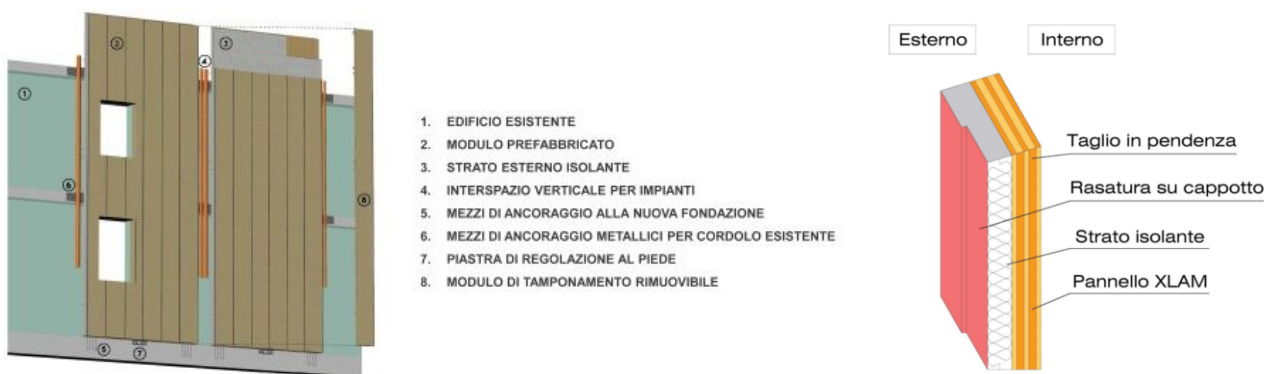 1. EDIFICIO ESISTENTE
2. MODULO PREFABBRICATO
3. STRATO ESTERNO ISOLANTE
4. INTERSPAZIO VERTICALE PER IMPIANTI
5. MEZZI DI ANCORAGGIO ALLA NUOVA FONDAZIONE
6. MEZZI DI ANCORAGGIO METALLICI PER CORDOLO ESISTENTE
7. PIASTRA DI REGOLAZIONE AL PIEDE
8. MODULO DI TAMPONAMENTO RIMUOVIBILE
1
2
3
4
5
6
7
8
Esterno Interno
Taglio in pendenza
Rasatura su cappotto
Strato isolante
Pannello XLAM